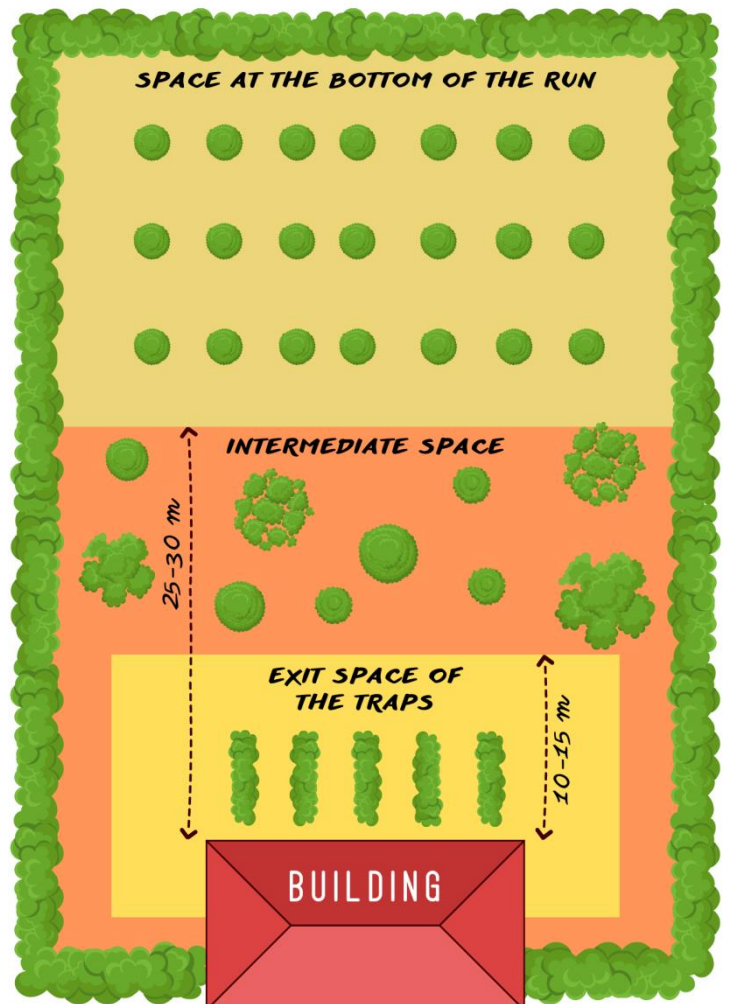 SPACE AT THE BOTTOM OF THE RUN
INTERMEDIATE SPACE
25-30 m
EXIT SPACE OF
THE TRAPS
10-15 m
BUILDING